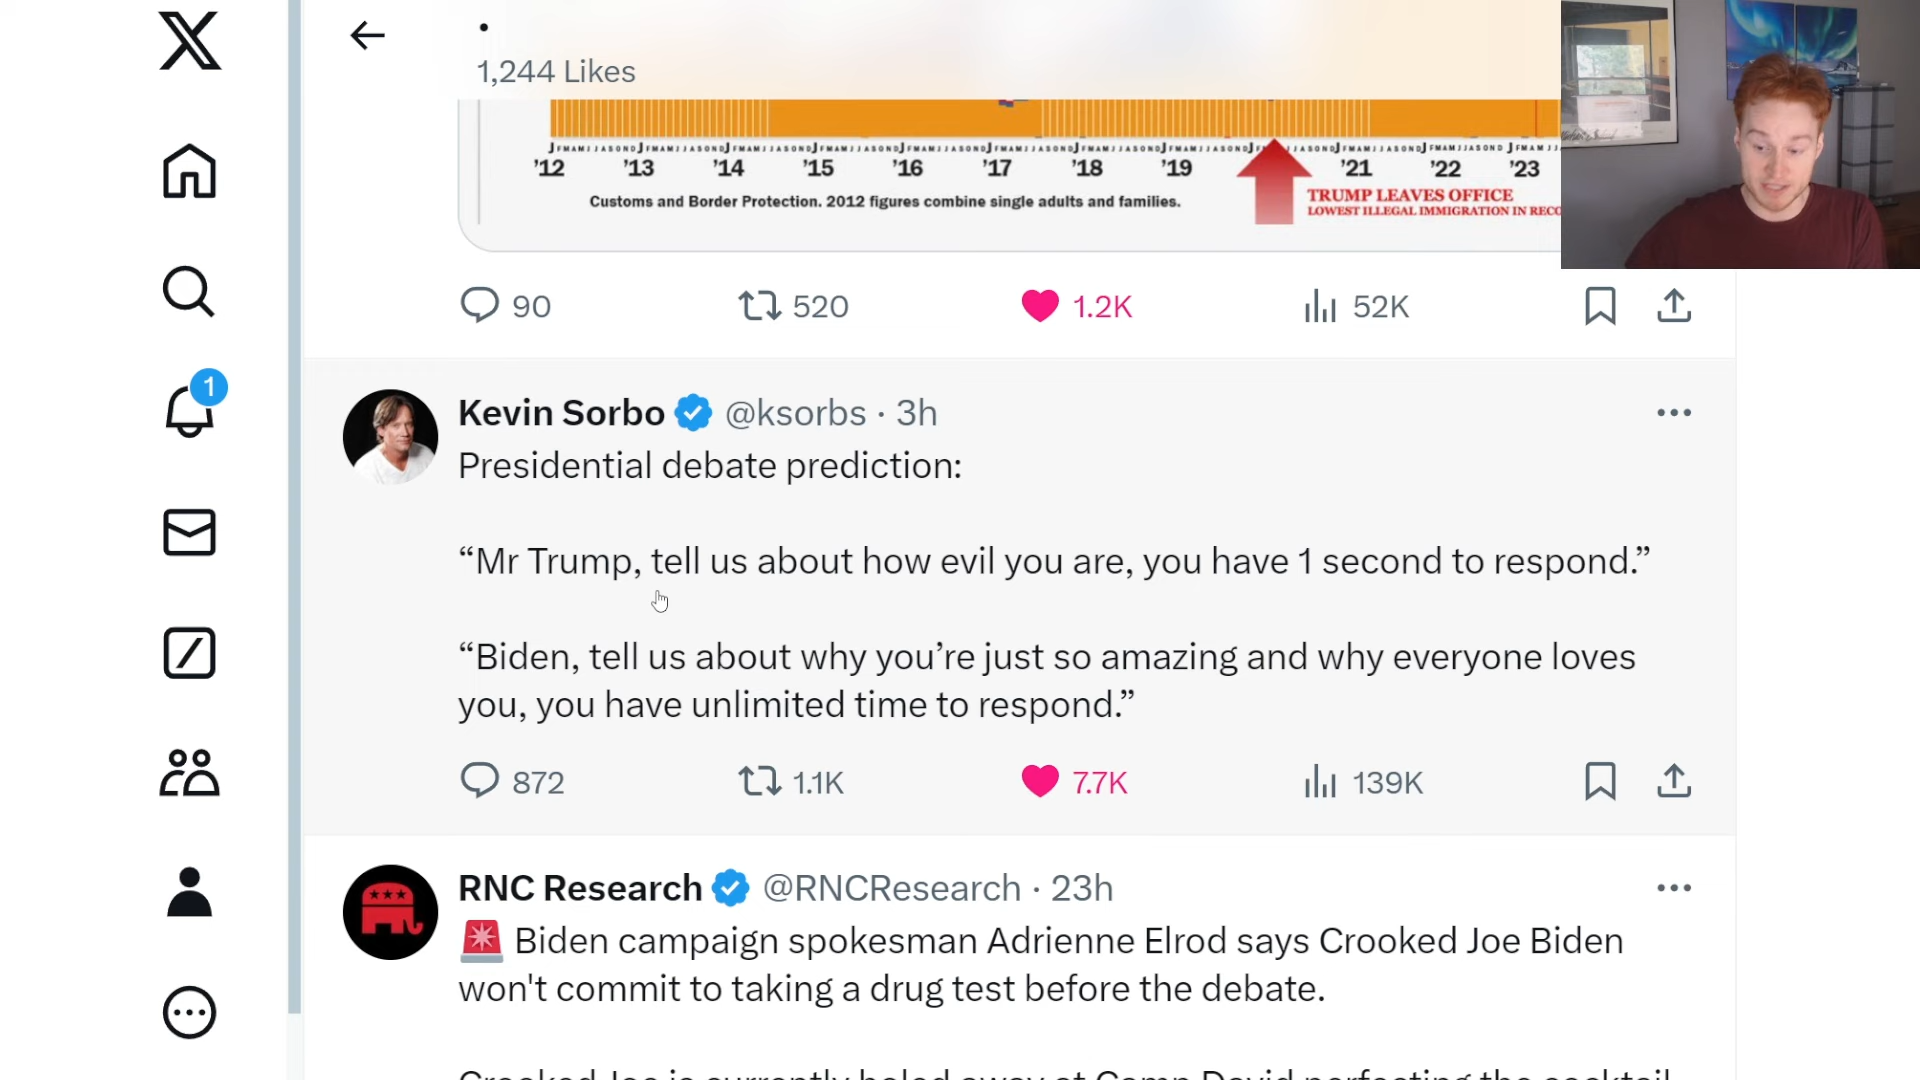 1,244 Likes
J F M A M J J A S O N D J F M A M J J A S O N D J F M A M J J A S O N D J F M A M J J A S O N D
'12 '13 '14 '15 '16 '17 '18 '19 '21 '22 '23
Customs and Border Protection. 2012 figures combine single adults and families.
TRUMP LEAVES OFFICE
LOWEST ILLEGAL IMMIGRATION IN RECO
90 520 1.2K 52K
1
Kevin Sorbo @ksorbs · 3h
Presidential debate prediction:
“Mr Trump, tell us about how evil you are, you have 1 second to respond.”
“Biden, tell us about why you’re just so amazing and why everyone loves
you, you have unlimited time to respond.”
872 1.1K 7.7K 139K
RNC Research @RNCResearch · 23h
Biden campaign spokesman Adrienne Elrod says Crooked Joe Biden
won't commit to taking a drug test before the debate.
Crooked Joe is currently holed away at Camp David perfecting the cocktail